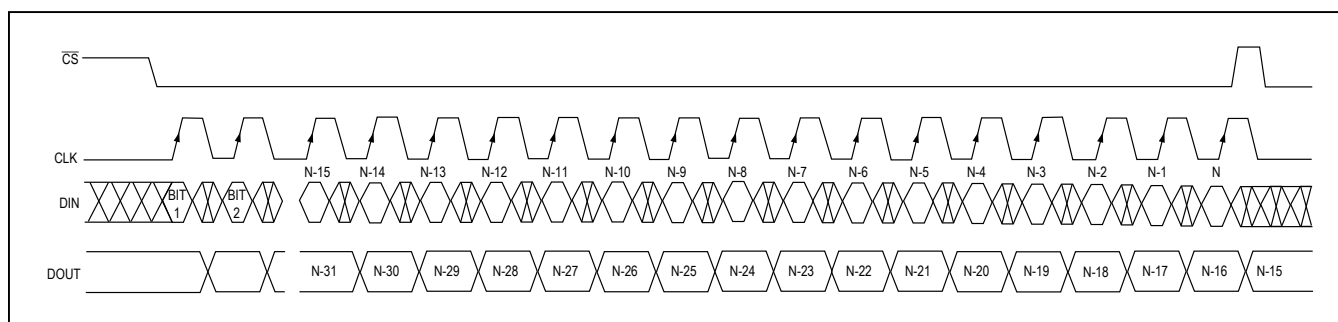 CS
CLK
N-15 N-14 N-13 N-12 N-11 N-10 N-9 N-8 N-7 N-6 N-5 N-4 N-3 N-2 N-1 N
DIN BIT 1 BIT 2
DOUT N-31 N-30 N-29 N-28 N-27 N-26 N-25 N-24 N-23 N-22 N-21 N-20 N-19 N-18 N-17 N-16 N-15